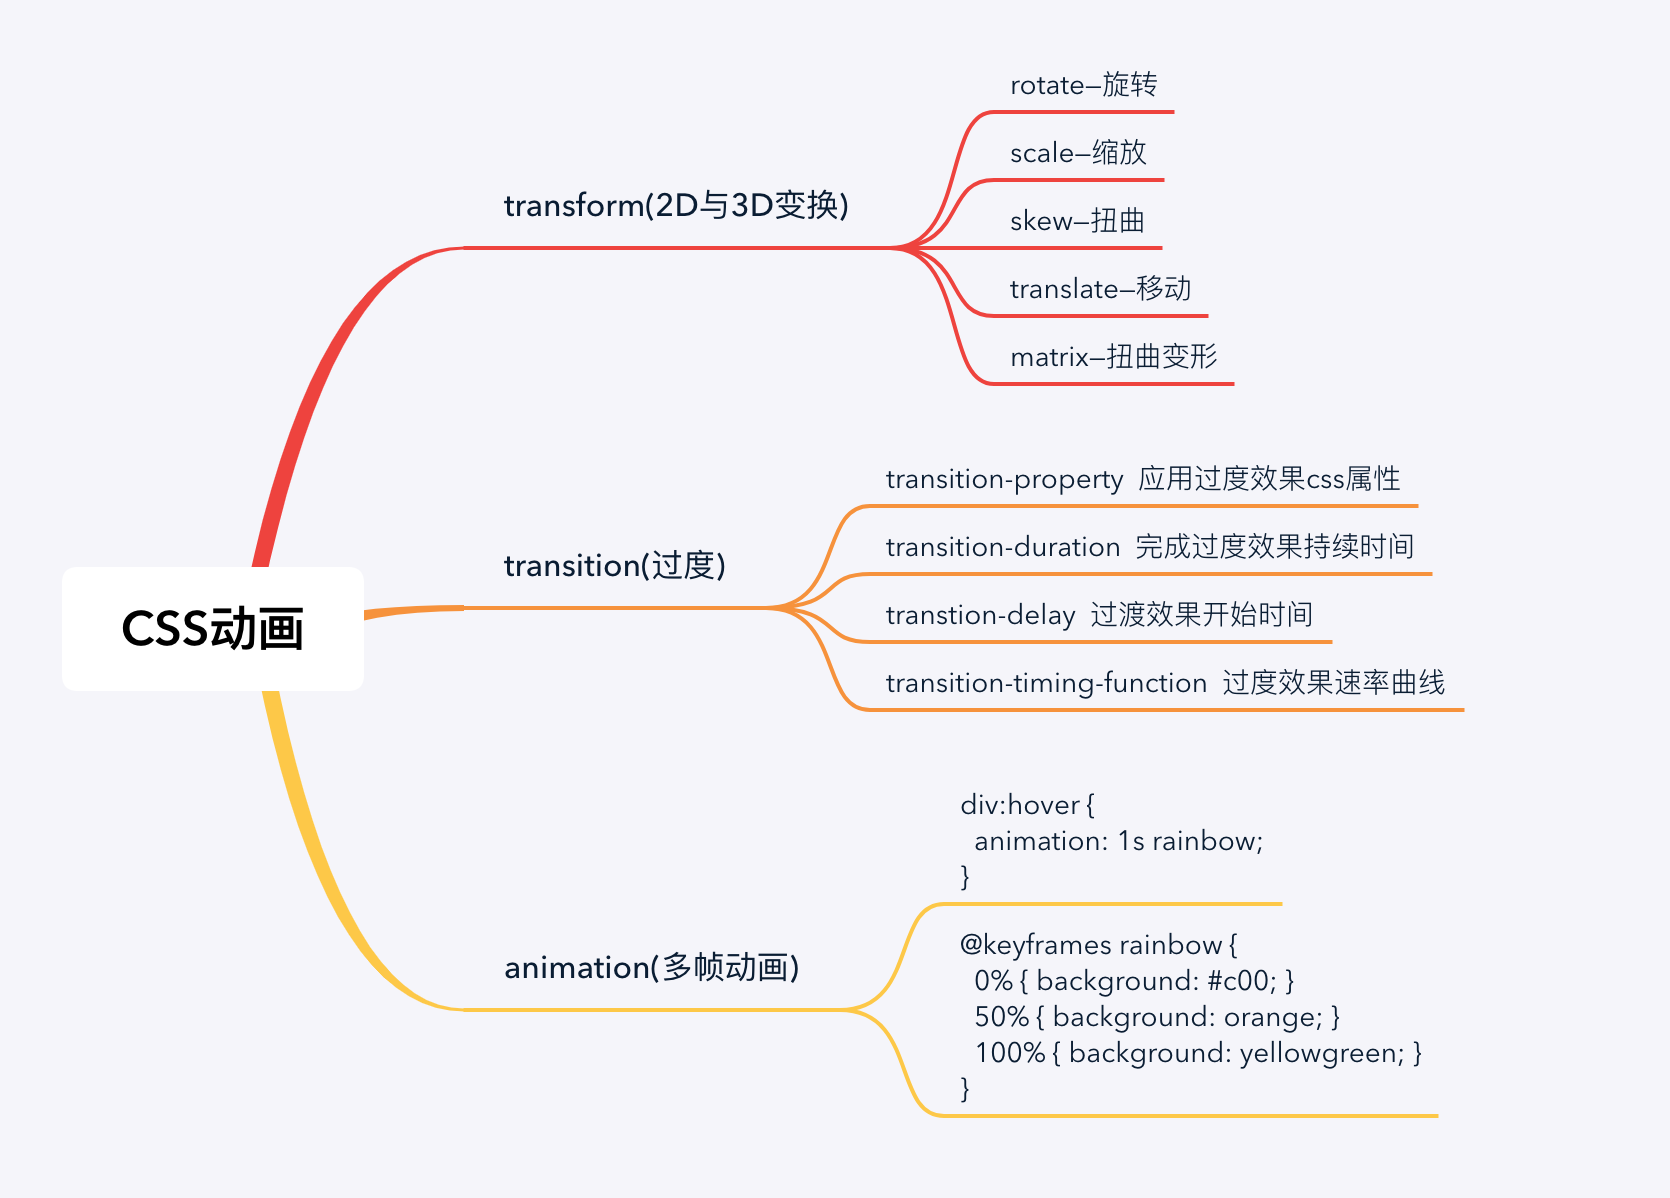 CSS动画
transform(2D与3D变换)
rotate—旋转
scale—缩放
skew—扭曲
translate—移动
matrix—扭曲变形
transition(过度)
transition-property 应用过度效果css属性
transition-duration 完成过度效果持续时间
transtion-delay 过渡效果开始时间
transition-timing-function 过度效果速率曲线
animation(多帧动画)
div:hover {
animation: 1s rainbow;
}
@keyframes rainbow {
0% { background: #c00; }
50% { background: orange; }
100% { background: yellowgreen; }
}